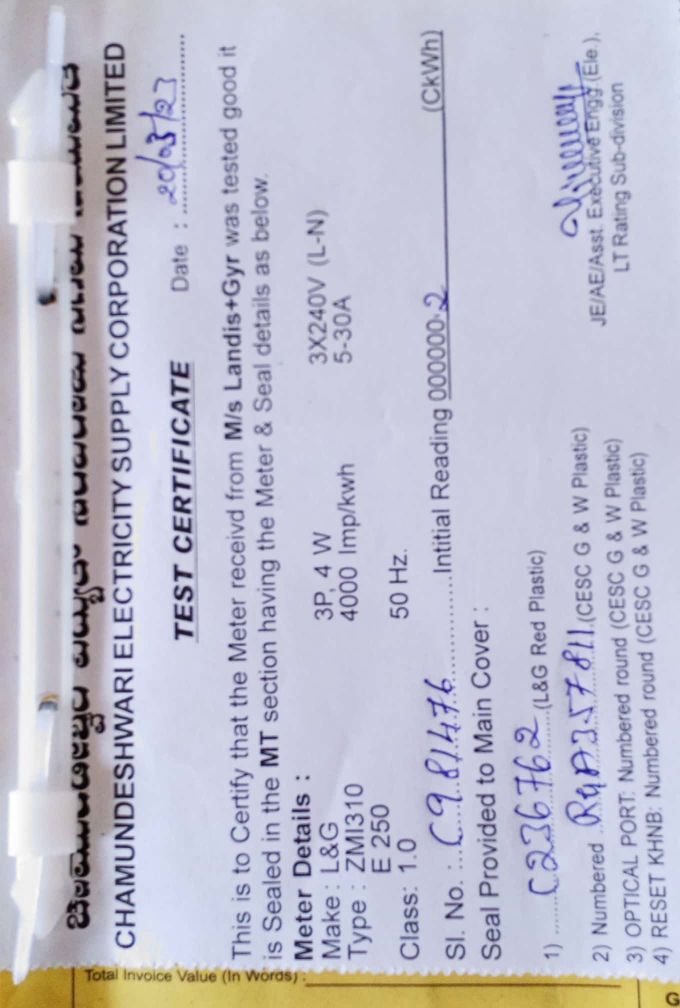 CHAMUNDESHWARI ELECTRICITY SUPPLY CORPORATION LIMITED
TEST CERTIFICATE Date : 20/03/23
This is to Certify that the Meter receivd from M/s Landis+Gyr was tested good it
is Sealed in the MT section having the Meter & Seal details as below.
Meter Details :
Make : L&G 3P, 4 W 3X240V (L-N)
Type : ZMI310 4000 Imp/kwh 5-30A
E 250
Class: 1.0 50 Hz.
Sl. No. : C981476 Intitial Reading 000000.2 (CkWh)
Seal Provided to Main Cover :
1) C236762 (L&G Red Plastic)
2) Numbered 357811 (CESC G & W Plastic)
3) OPTICAL PORT: Numbered round (CESC G & W Plastic)
4) RESET KHNB: Numbered round (CESC G & W Plastic)
JE/AE/Asst. Executive Engg.(Ele.),
LT Rating Sub-division
Total Invoice Value (In Words) :